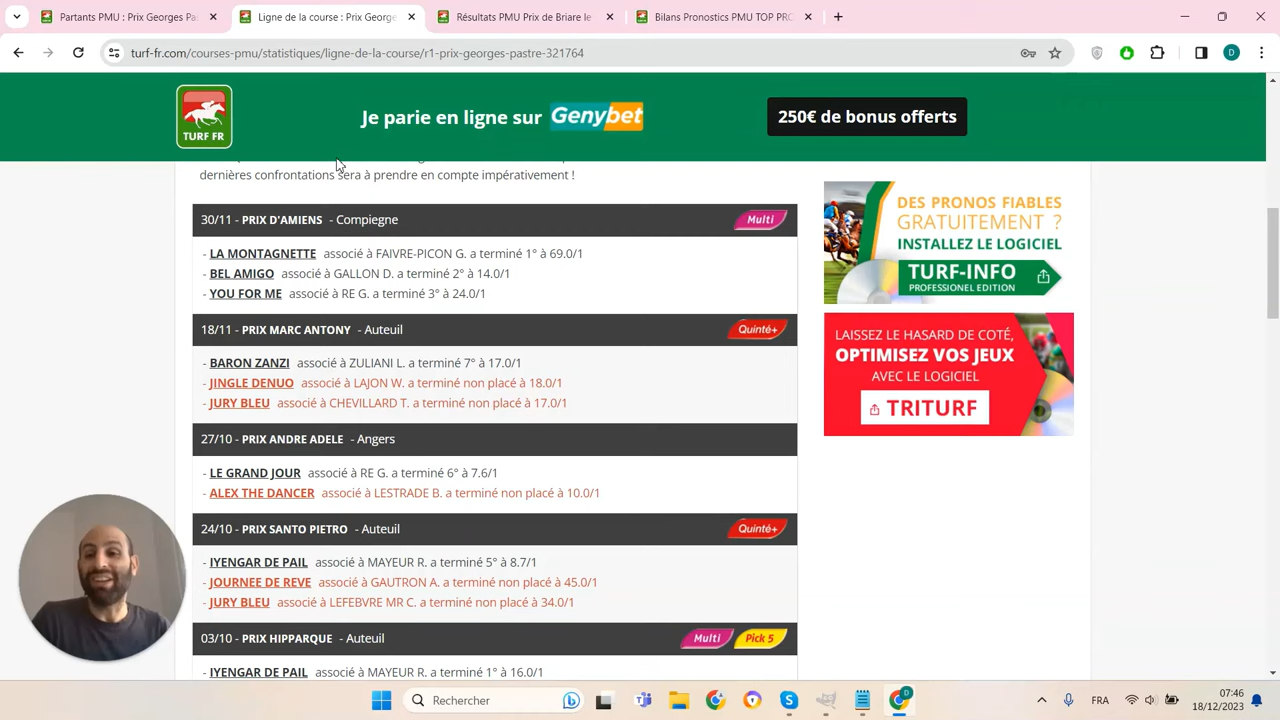 Partants PMU : Prix Georges Pa
Ligne de la course : Prix George
Résultats PMU Prix de Briare le
Bilans Pronostics PMU TOP PRO
turf-fr.com/courses-pmu/statistiques/ligne-de-la-course/r1-prix-georges-pastre-321764
D
TURF FR
Je parie en ligne sur Genybet
250€ de bonus offerts
dernières confrontations sera à prendre en compte impérativement !
30/11 - PRIX D'AMIENS - Compiegne
Multi
- LA MONTAGNETTE associé à FAIVRE-PICON G. a terminé 1° à 69.0/1
- BEL AMIGO associé à GALLON D. a terminé 2° à 14.0/1
- YOU FOR ME associé à RE G. a terminé 3° à 24.0/1
18/11 - PRIX MARC ANTONY - Auteuil
Quinté+
- BARON ZANZI associé à ZULIANI L. a terminé 7° à 17.0/1
- JINGLE DENUO associé à LAJON W. a terminé non placé à 18.0/1
- JURY BLEU associé à CHEVILLARD T. a terminé non placé à 17.0/1
27/10 - PRIX ANDRE ADELE - Angers
- LE GRAND JOUR associé à RE G. a terminé 6° à 7.6/1
- ALEX THE DANCER associé à LESTRADE B. a terminé non placé à 10.0/1
24/10 - PRIX SANTO PIETRO - Auteuil
Quinté+
- IYENGAR DE PAIL associé à MAYEUR R. a terminé 5° à 8.7/1
- JOURNEE DE REVE associé à GAUTRON A. a terminé non placé à 45.0/1
- JURY BLEU associé à LEFEBVRE MR C. a terminé non placé à 34.0/1
03/10 - PRIX HIPPARQUE - Auteuil
Multi
Pick 5
- IYENGAR DE PAIL associé à MAYEUR R. a terminé 1° à 16.0/1
DES PRONOS FIABLES
GRATUITEMENT ?
INSTALLEZ LE LOGICIEL
TURF-INFO
PROFESSIONEL EDITION
LAISSEZ LE HASARD DE COTÉ,
OPTIMISEZ VOS JEUX
AVEC LE LOGICIEL
TRITURF
Rechercher
FRA
07:46
18/12/2023